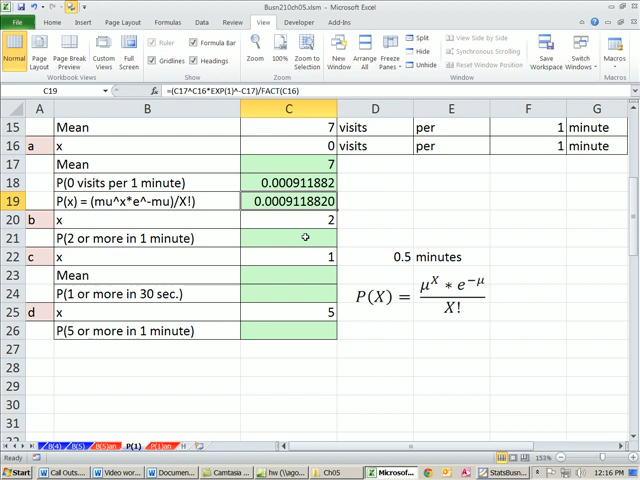 Busn210ch05.xlsm - Microsoft Excel
File Home Insert Page Layout Formulas Data Review View Developer Add-Ins
Normal Page Layout Page Break Preview Custom Views Full Screen
Ruler Formula Bar
Gridlines Headings
Zoom 100% Zoom to Selection
New Window Arrange All Freeze Panes
Split View Side by Side
Hide Synchronous Scrolling
Unhide Reset Window Position
Save Workspace Switch Windows Macros
Workbook Views Show Zoom Window Macros
C19 fx =(C17^C16*EXP(1)^-C17)/FACT(C16)
A B C D E F G
15 Mean 7 visits per 1 minute
16 a x 0 visits per 1 minute
17 Mean 7
18 P(0 visits per 1 minute) 0.000911882
19 P(x) = (mu^x*e^-mu)/X!) 0.0009118820
20 b x 2
21 P(2 or more in 1 minute)
22 c x 1 0.5 minutes
23 Mean
24 P(1 or more in 30 sec.)
25 d x 5
26 P(5 or more in 1 minute)
P(X) = μ^X * e^−μ / X!
27
28
29
30
31
B(4) B(5) B(5)an P(1) P(1)an
Ready 153%
Start Call Outs... Video wor... Documen... Camtasia ... hw (\\ago... Ch05 Microsof... StatsBusn... 12:16 PM